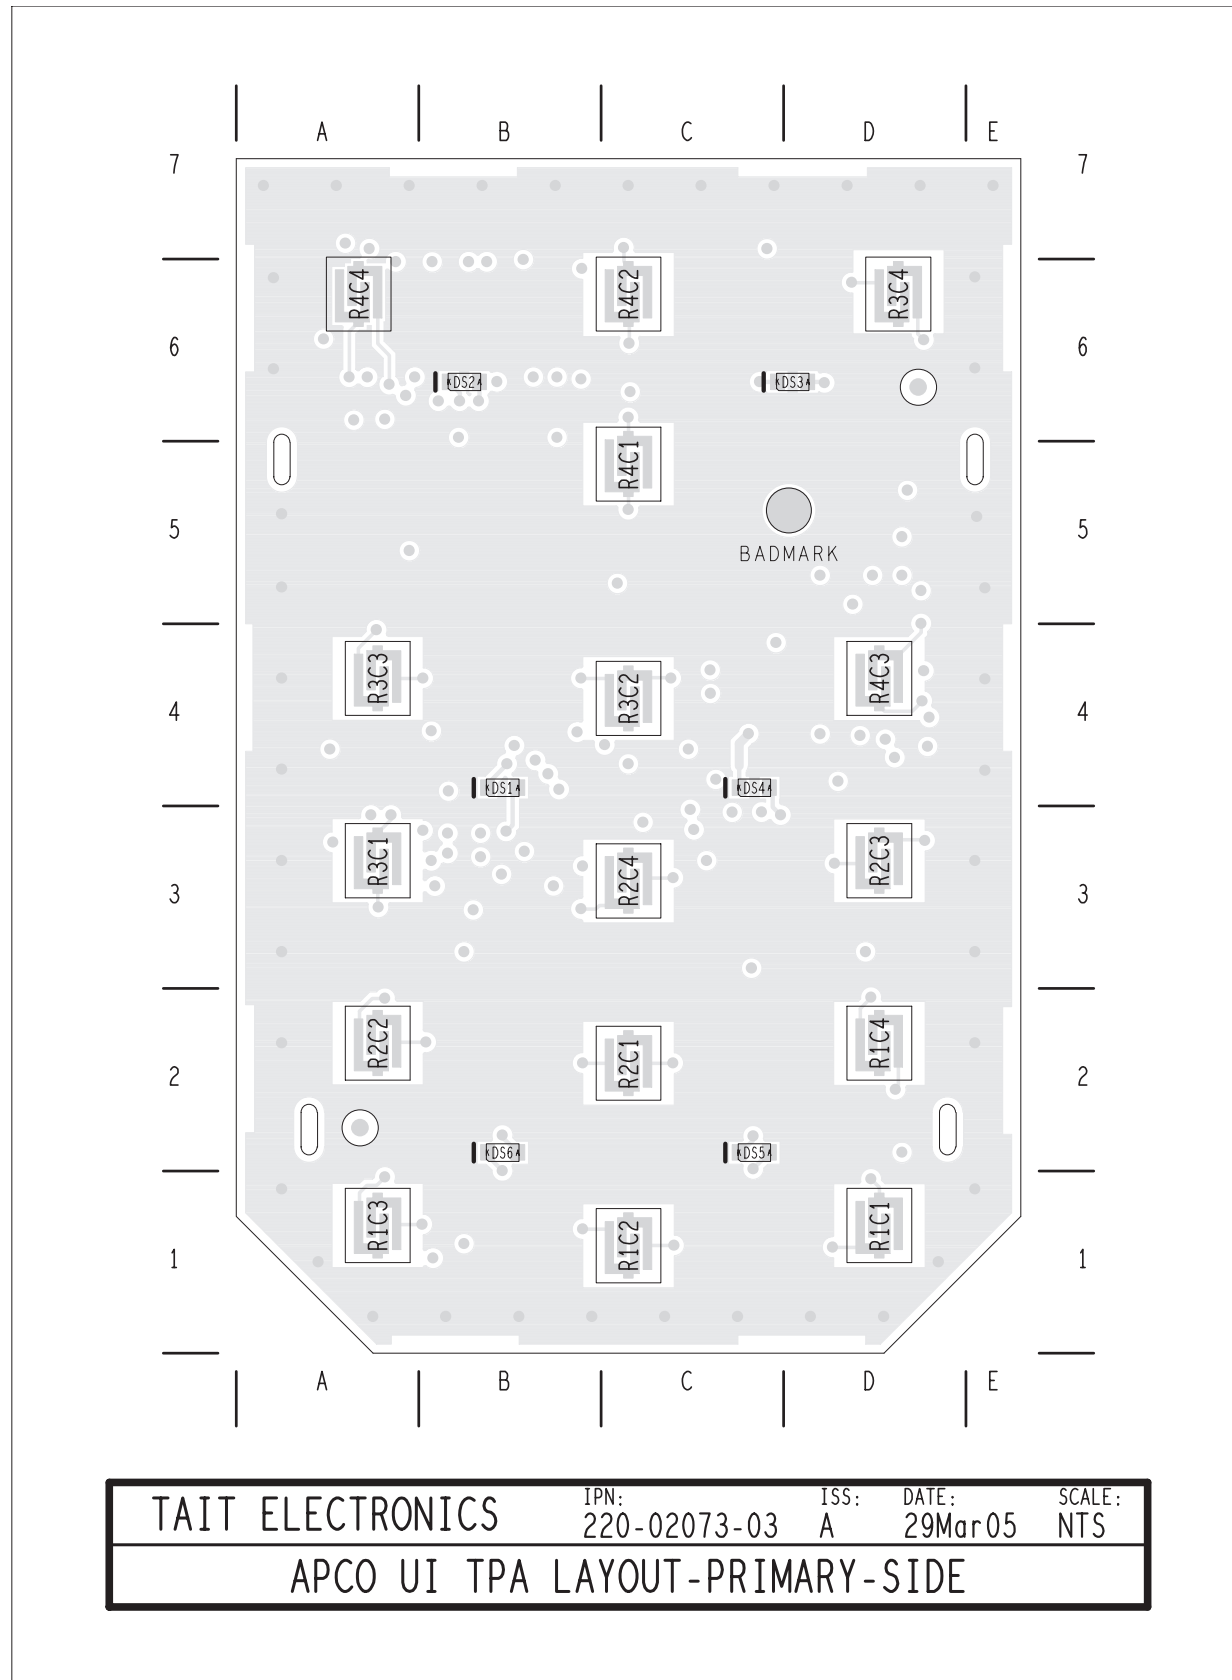 A B C D E
7 7
R4C4 R4C2 R3C4
6 6
K DS2 A K DS3 A
R4C1
5 5
BADMARK
R3C3 R3C2 R4C3
4 4
K DS1 A K DS4 A
R3C1 R2C4 R2C3
3 3
R2C2 R2C1 R1C4
2 2
K DS6 A K DS5 A
R1C3 R1C2 R1C1
1 1
A B C D E
TAIT ELECTRONICS
IPN: ISS: DATE: SCALE:
220-02073-03 A 29Mar05 NTS
APCO UI TPA LAYOUT-PRIMARY-SIDE